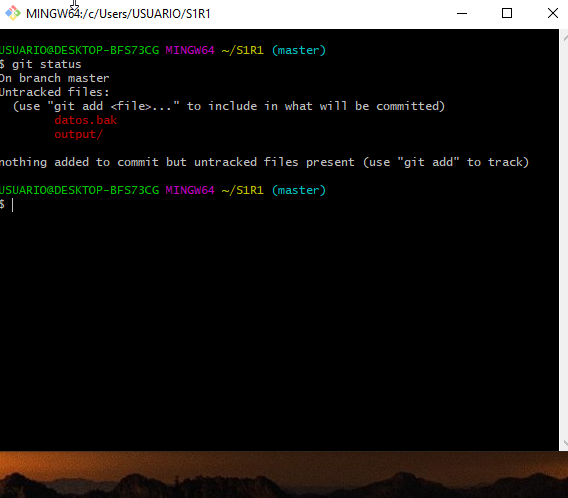 MINGW64:/c/Users/USUARIO/S1R1
USUARIO@DESKTOP-BFS73CG MINGW64 ~/S1R1 (master)
$ git status
On branch master
Untracked files:
  (use "git add <file>..." to include in what will be committed)
        datos.bak
        output/
nothing added to commit but untracked files present (use "git add" to track)
USUARIO@DESKTOP-BFS73CG MINGW64 ~/S1R1 (master)
$